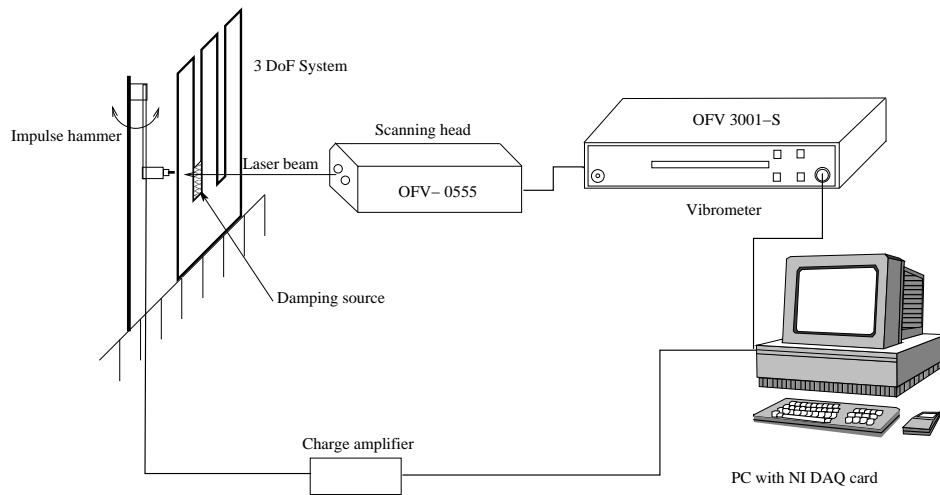 3 DoF System
Impulse hammer
Scanning head
OFV 3001−S
Laser beam
OFV− 0555
Vibrometer
Damping source
Charge amplifier
PC with NI DAQ card